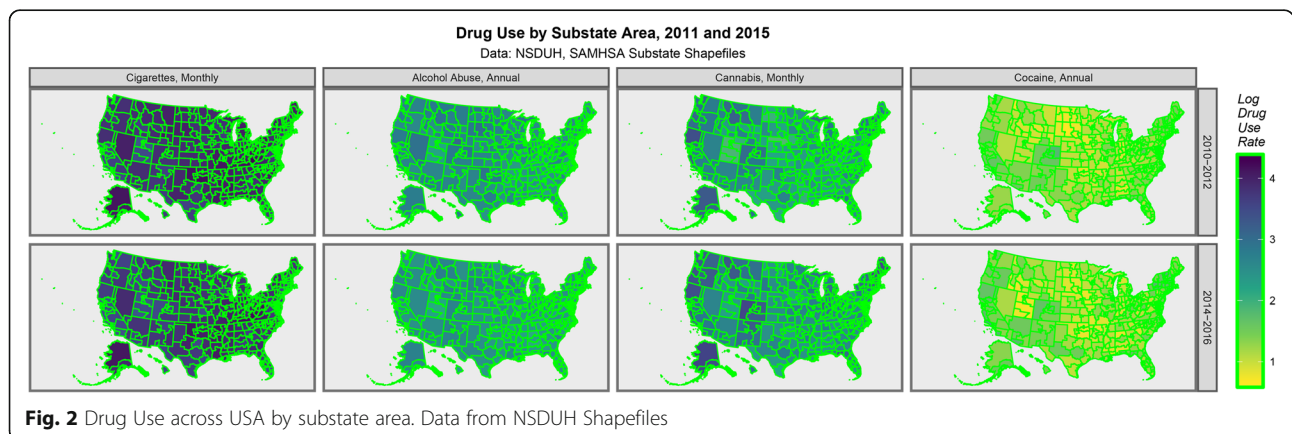 Drug Use by Substate Area, 2011 and 2015
Data: NSDUH, SAMHSA Substate Shapefiles
Cigarettes, Monthly
Alcohol Abuse, Annual
Cannabis, Monthly
Cocaine, Annual
2010−2012
2014−2016
Log
Drug
Use
Rate
4
3
2
1
Fig. 2 Drug Use across USA by substate area. Data from NSDUH Shapefiles